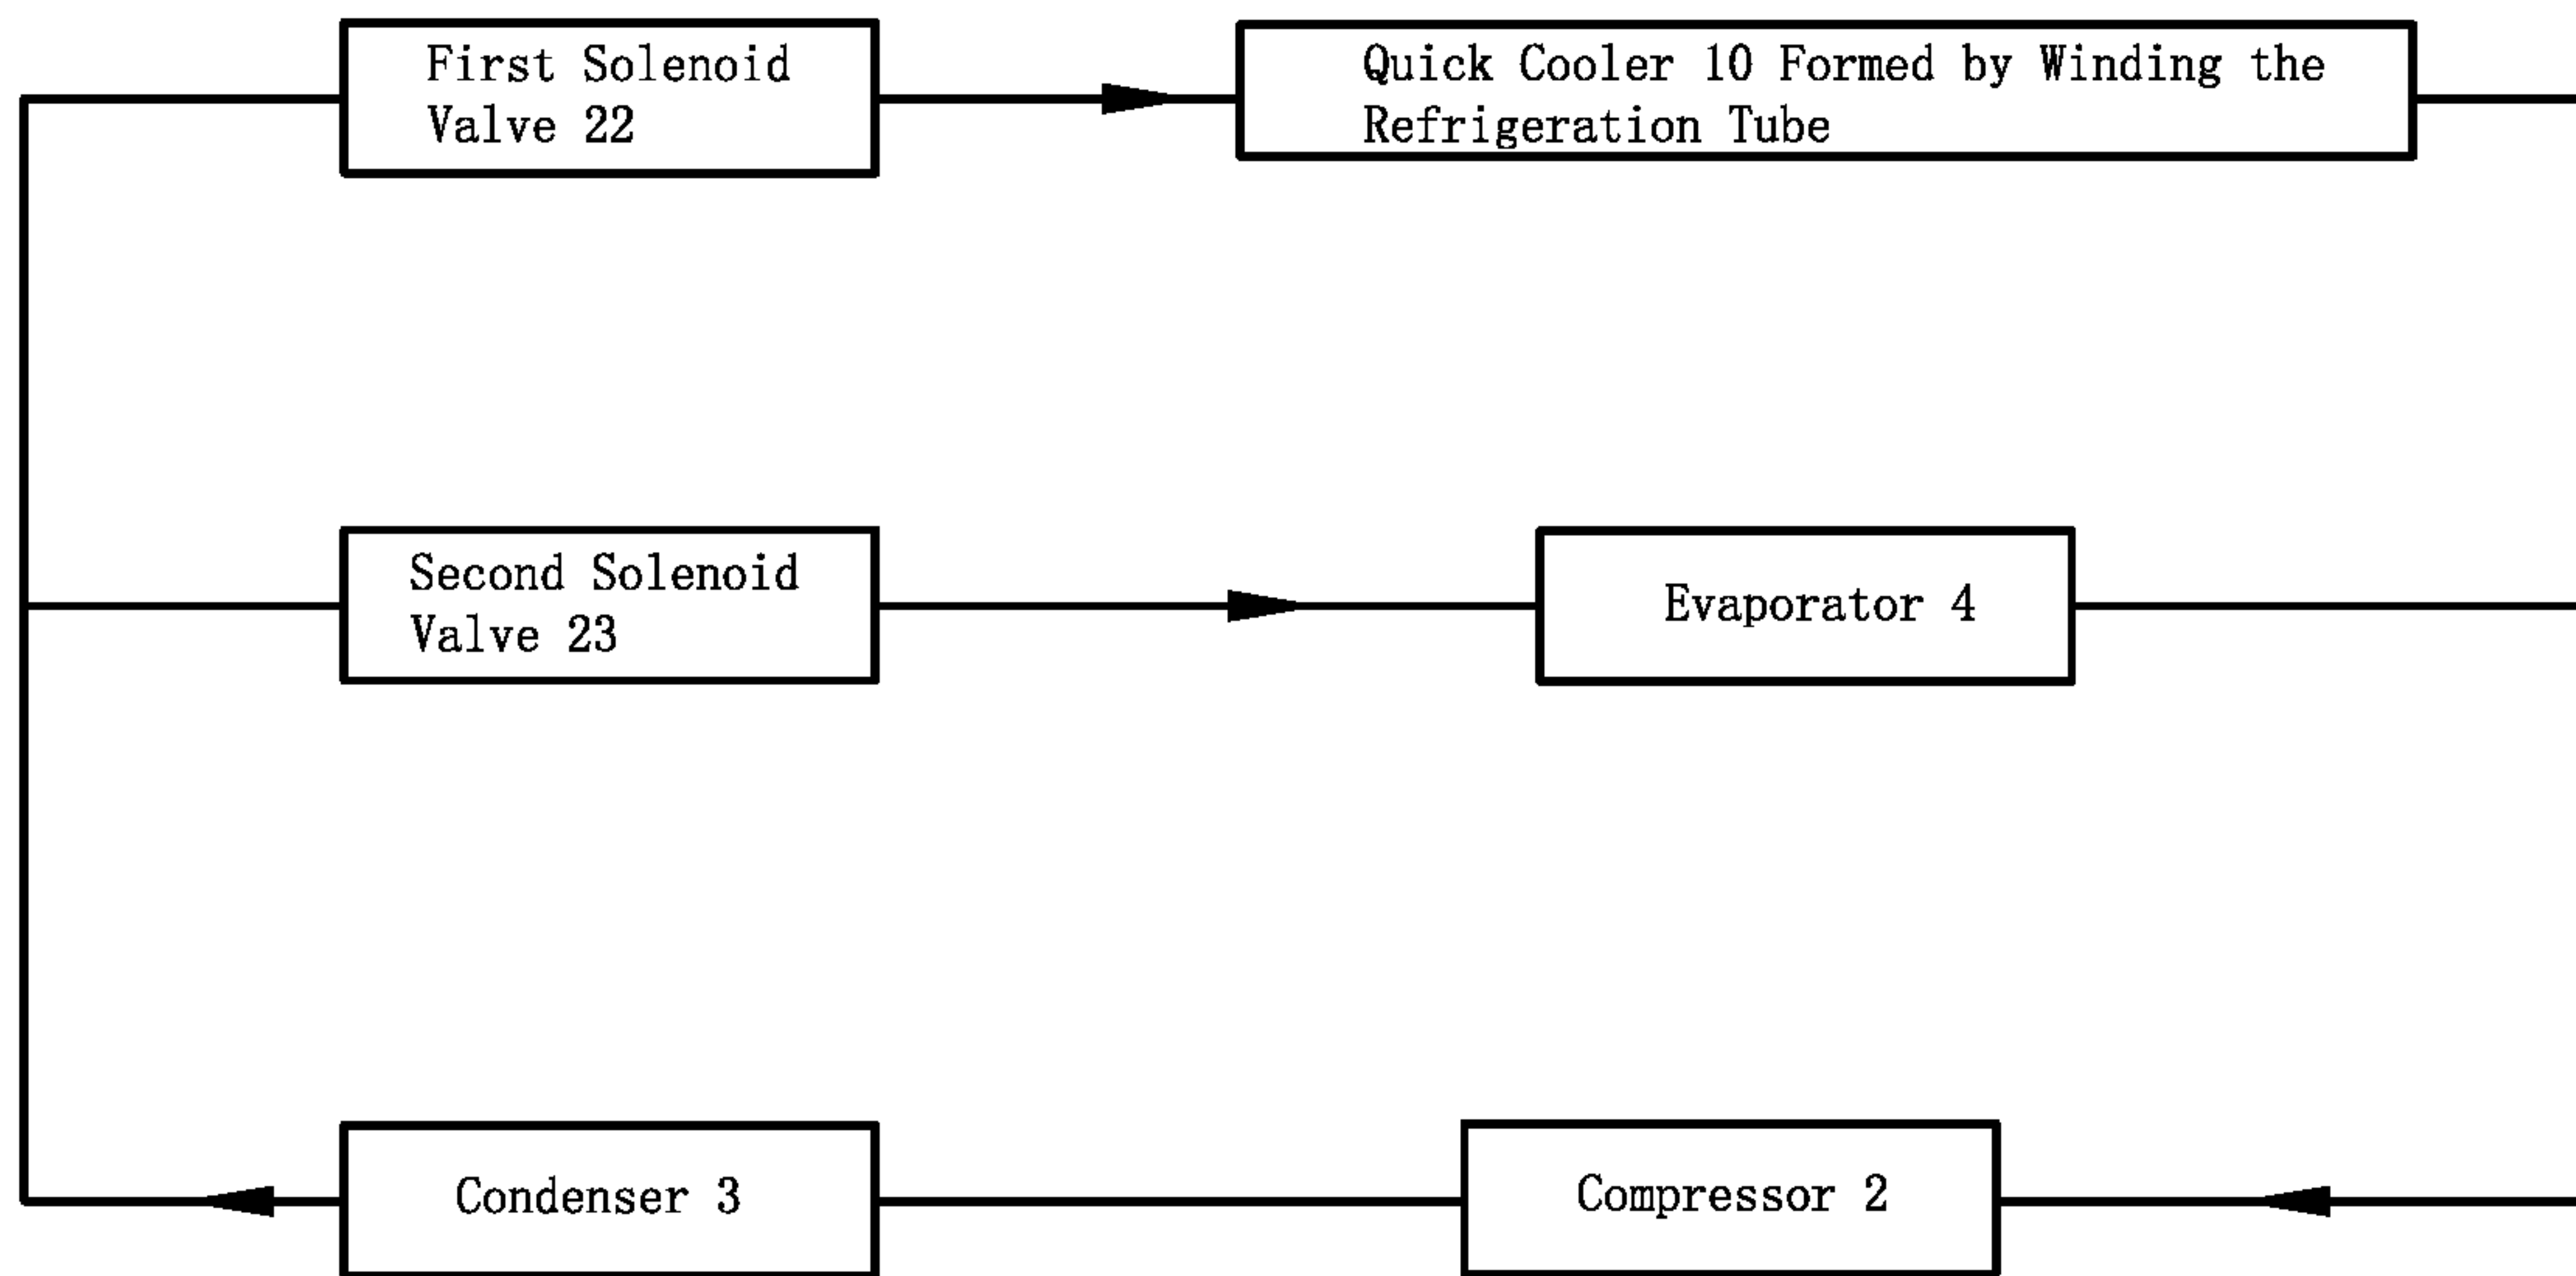 First Solenoid
Valve 22
Quick Cooler 10 Formed by Winding the
Refrigeration Tube
Second Solenoid
Valve 23
Evaporator 4
Condenser 3
Compressor 2